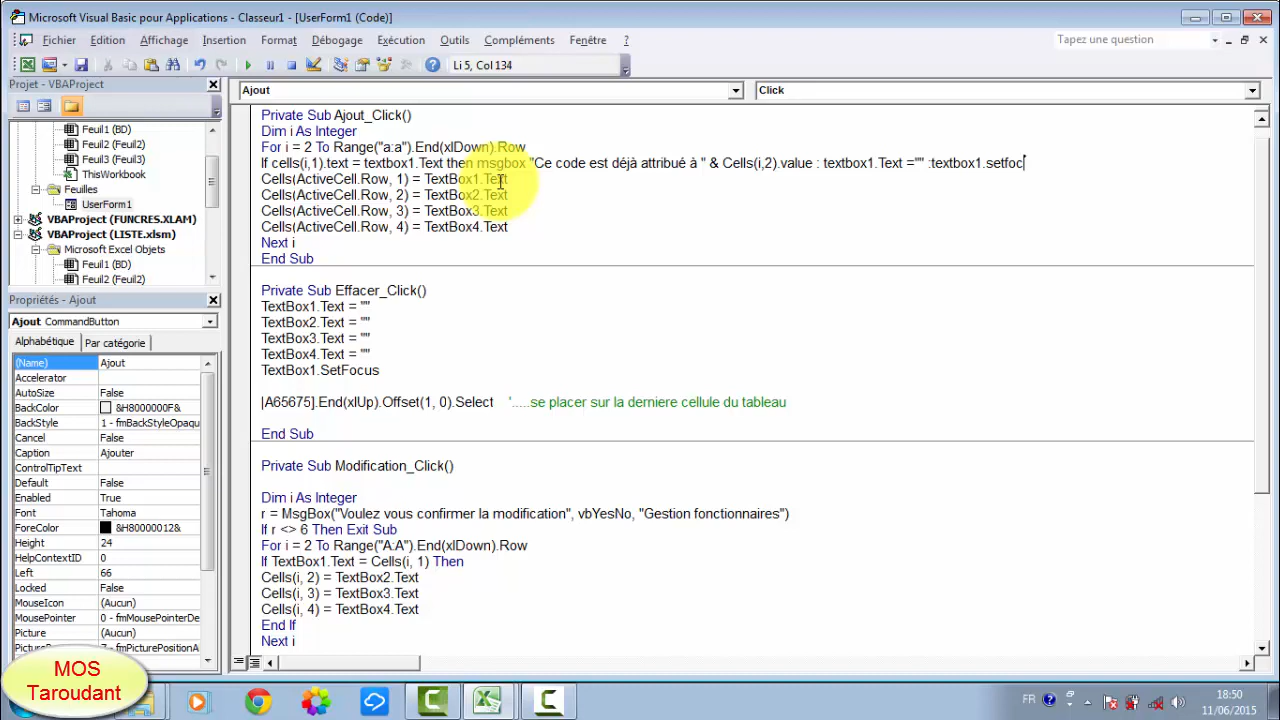 Microsoft Visual Basic pour Applications - Classeur1 - [UserForm1 (Code)]
Fichier Edition Affichage Insertion Format Débogage Exécution Outils Compléments Fenêtre ? Tapez une question
Li 5, Col 134
Projet - VBAProject
Feuil1 (BD)
Feuil2 (Feuil2)
Feuil3 (Feuil3)
ThisWorkbook
Feuilles
UserForm1
VBAProject (FUNCRES.XLAM)
VBAProject (LISTE.xlsm)
Microsoft Excel Objets
Feuil1 (BD)
Feuil2 (Feuil2)
Propriétés - Ajout
Ajout CommandButton
Alphabétique Par catégorie
(Name) Ajout
Accelerator
AutoSize False
BackColor &H8000000F&
BackStyle 1 - fmBackStyleOpaqu
Cancel False
Caption Ajouter
ControlTipText
Default False
Enabled True
Font Tahoma
ForeColor &H80000012&
Height 24
HelpContextID 0
Left 66
Locked False
MouseIcon (Aucun)
MousePointer 0 - fmMousePointerDe
Picture (Aucun)
7 - fmPicturePositionA
Ajout Click
Private Sub Ajout_Click()
Dim i As Integer
For i = 2 To Range("a:a").End(xlDown).Row
If cells(i,1).text = textbox1.Text then msgbox "Ce code est déjà attribué à " & Cells(i,2).value : textbox1.Text ="" :textbox1.setfoc
Cells(ActiveCell.Row, 1) = TextBox1.Text
Cells(ActiveCell.Row, 2) = TextBox2.Text
Cells(ActiveCell.Row, 3) = TextBox3.Text
Cells(ActiveCell.Row, 4) = TextBox4.Text
Next i
End Sub
Private Sub Effacer_Click()
TextBox1.Text = ""
TextBox2.Text = ""
TextBox3.Text = ""
TextBox4.Text = ""
TextBox1.SetFocus
|A65675].End(xlUp).Offset(1, 0).Select '.....se placer sur la derniere cellule du tableau
End Sub
Private Sub Modification_Click()
Dim i As Integer
r = MsgBox("Voulez vous confirmer la modification", vbYesNo, "Gestion fonctionnaires")
If r <> 6 Then Exit Sub
For i = 2 To Range("A:A").End(xlDown).Row
If TextBox1.Text = Cells(i, 1) Then
Cells(i, 2) = TextBox2.Text
Cells(i, 3) = TextBox3.Text
Cells(i, 4) = TextBox4.Text
End If
Next i
MOS
Taroudant
FR
18:50
11/06/2015